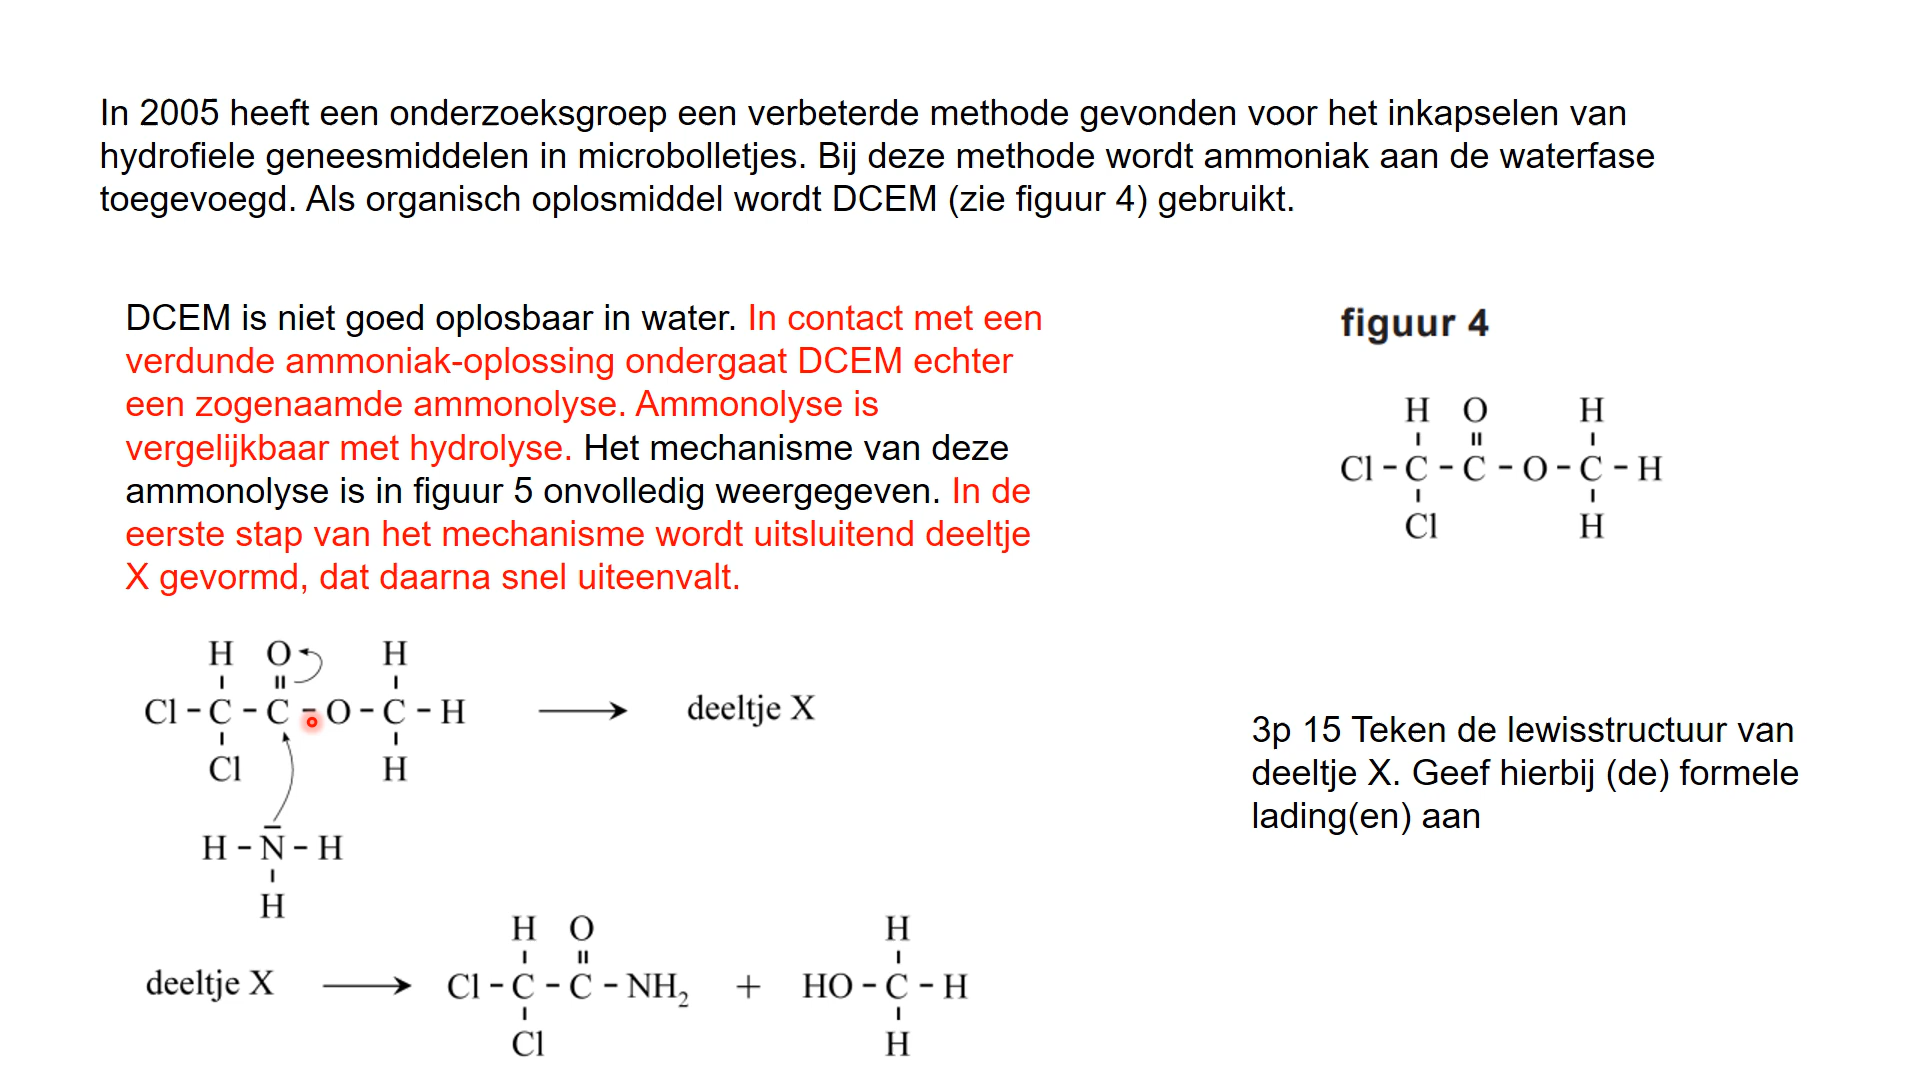 In 2005 heeft een onderzoeksgroep een verbeterde methode gevonden voor het inkapselen van
hydrofiele geneesmiddelen in microbolletjes. Bij deze methode wordt ammoniak aan de waterfase
toegevoegd. Als organisch oplosmiddel wordt DCEM (zie figuur 4) gebruikt.
DCEM is niet goed oplosbaar in water. In contact met een
verdunde ammoniak-oplossing ondergaat DCEM echter
een zogenaamde ammonolyse. Ammonolyse is
vergelijkbaar met hydrolyse. Het mechanisme van deze
ammonolyse is in figuur 5 onvolledig weergegeven. In de
eerste stap van het mechanisme wordt uitsluitend deeltje
X gevormd, dat daarna snel uiteenvalt.
figuur 4
H O H
Cl - C - C - O - C - H
Cl H
H O H
Cl - C - C - O - C - H
Cl H
H - N - H
H
deeltje X
3p 15 Teken de lewisstructuur van
deeltje X. Geef hierbij (de) formele
lading(en) aan
H O H
deeltje X Cl - C - C - NH₂ + HO - C - H
Cl H